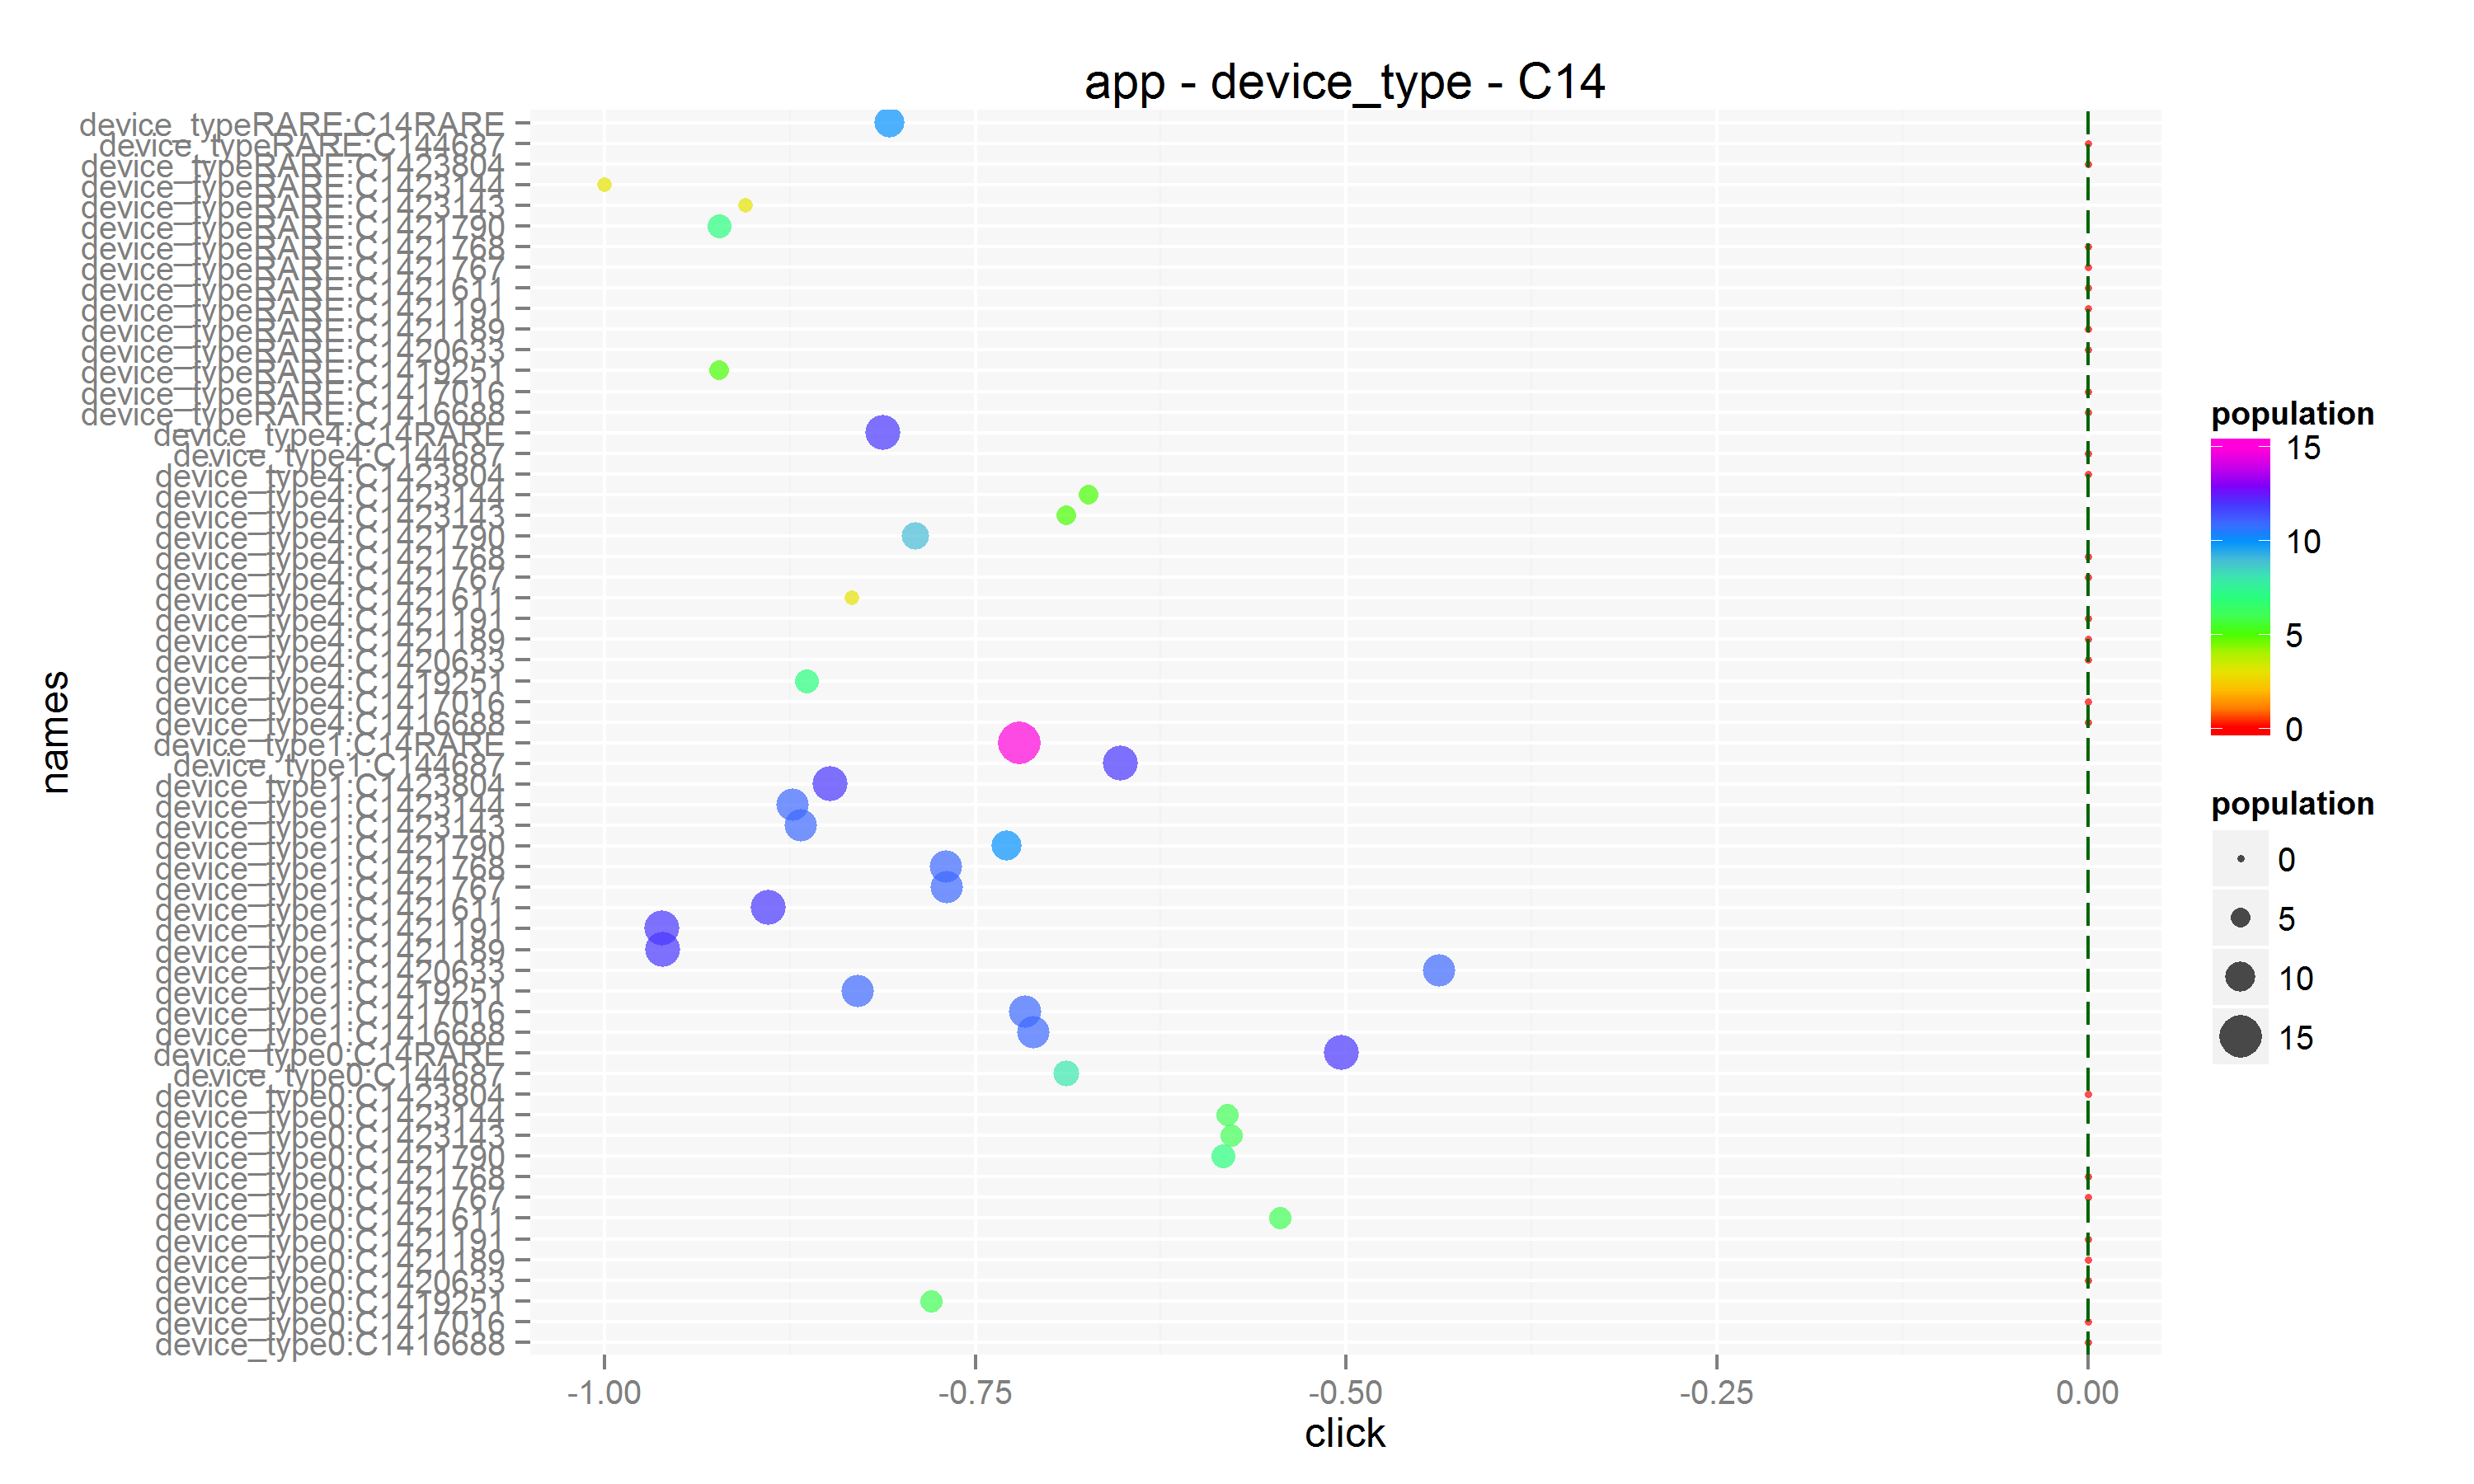 app - device_type - C14
device_typeRARE:C14RARE
device_typeRARE:C144687
device_typeRARE:C1423804
device_typeRARE:C1423144
device_typeRARE:C1423143
device_typeRARE:C1421790
device_typeRARE:C1421768
device_typeRARE:C1421767
device_typeRARE:C1421611
device_typeRARE:C1421191
device_typeRARE:C1421189
device_typeRARE:C1420633
device_typeRARE:C1419251
device_typeRARE:C1417016
device_typeRARE:C1416688
device_type4:C14RARE
device_type4:C144687
device_type4:C1423804
device_type4:C1423144
device_type4:C1423143
device_type4:C1421790
device_type4:C1421768
device_type4:C1421767
device_type4:C1421611
device_type4:C1421191
device_type4:C1421189
device_type4:C1420633
device_type4:C1419251
device_type4:C1417016
device_type4:C1416688
device_type1:C14RARE
device_type1:C144687
device_type1:C1423804
device_type1:C1423144
device_type1:C1423143
device_type1:C1421790
device_type1:C1421768
device_type1:C1421767
device_type1:C1421611
device_type1:C1421191
device_type1:C1421189
device_type1:C1420633
device_type1:C1419251
device_type1:C1417016
device_type1:C1416688
device_type0:C14RARE
device_type0:C144687
device_type0:C1423804
device_type0:C1423144
device_type0:C1423143
device_type0:C1421790
device_type0:C1421768
device_type0:C1421767
device_type0:C1421611
device_type0:C1421191
device_type0:C1421189
device_type0:C1420633
device_type0:C1419251
device_type0:C1417016
device_type0:C1416688
names
-1.00 -0.75 -0.50 -0.25 0.00
click
population
15
10
5
0
population
0
5
10
15